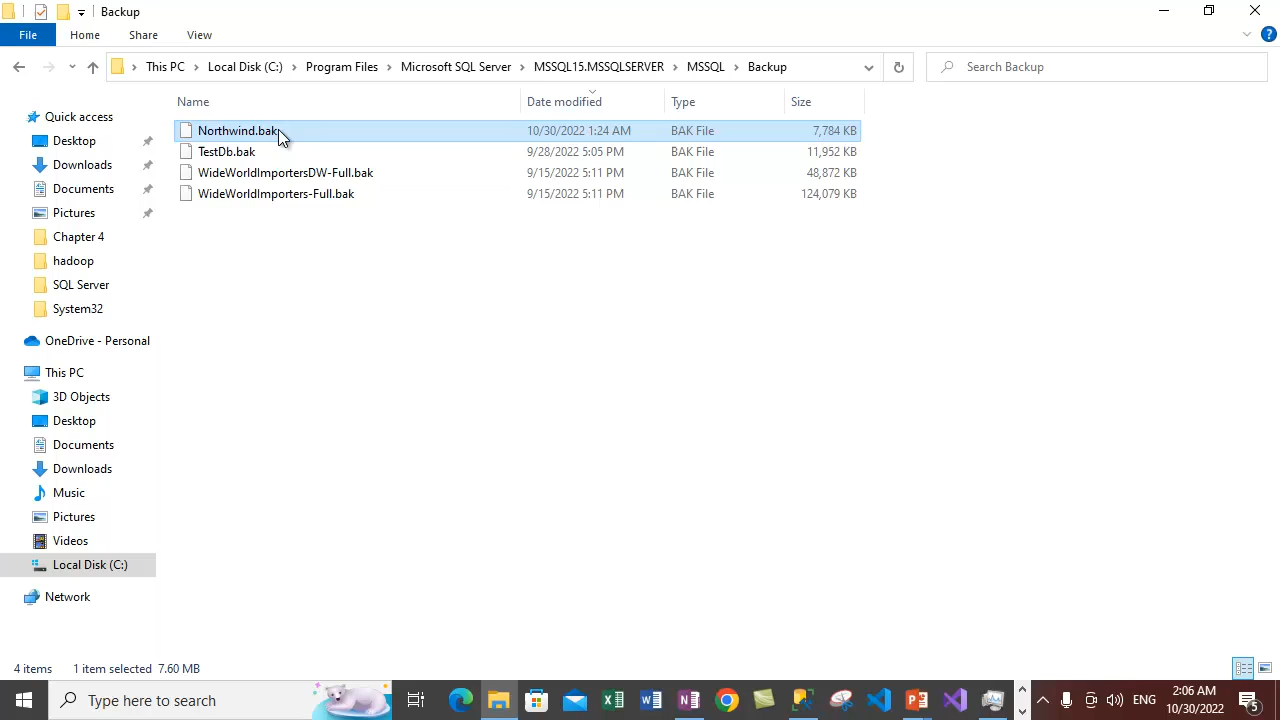 Backup
File Home Share View
This PC Local Disk (C:) Program Files Microsoft SQL Server MSSQL15.MSSQLSERVER MSSQL Backup
Search Backup
Name Date modified Type Size
Northwind.bak 10/30/2022 1:24 AM BAK File 7,784 KB
TestDb.bak 9/28/2022 5:05 PM BAK File 11,952 KB
WideWorldImportersDW-Full.bak 9/15/2022 5:11 PM BAK File 48,872 KB
WideWorldImporters-Full.bak 9/15/2022 5:11 PM BAK File 124,079 KB
Quick access
Desktop
Downloads
Documents
Pictures
Chapter 4
hadoop
SQL Server
System32
OneDrive - Personal
This PC
3D Objects
Desktop
Documents
Downloads
Music
Pictures
Videos
Local Disk (C:)
Network
4 items 1 item selected 7.60 MB
Type here to search
ENG
2:06 AM
10/30/2022
5